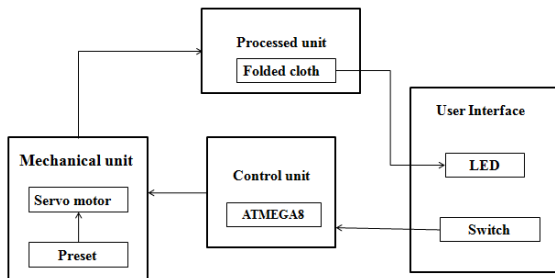 Processed unit
Folded cloth
User Interface
LED
Switch
Control unit
ATMEGA8
Mechanical unit
Servo motor
Preset